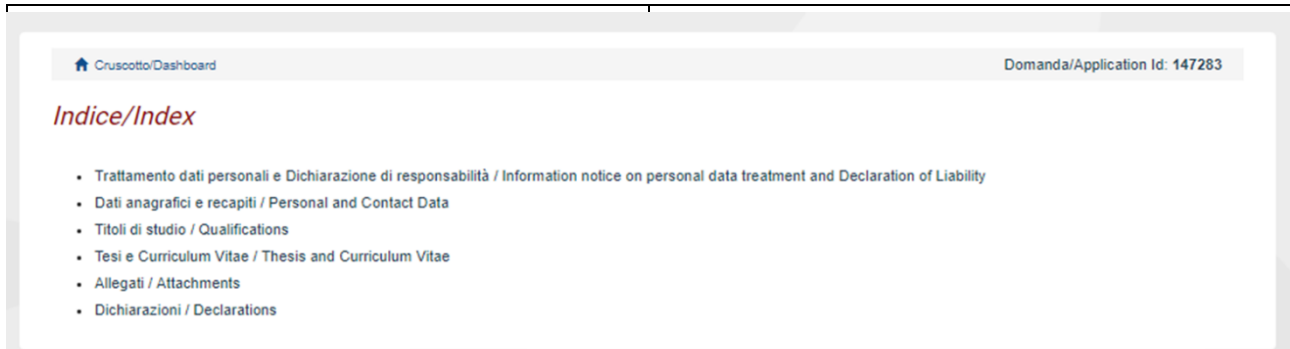 Cruscotto/Dashboard
Domanda/Application Id: 147283
Indice/Index
Trattamento dati personali e Dichiarazione di responsabilità / Information notice on personal data treatment and Declaration of Liability
Dati anagrafici e recapiti / Personal and Contact Data
Titoli di studio / Qualifications
Tesi e Curriculum Vitae / Thesis and Curriculum Vitae
Allegati / Attachments
Dichiarazioni / Declarations